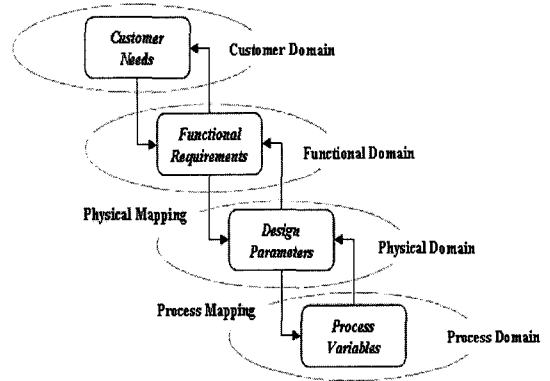 Customer
Needs
Customer Domain
Functional
Requirements
Functional Domain
Physical Mapping
Design
Parameters
Physical Domain
Process Mapping
Process
Variables
Process Domain